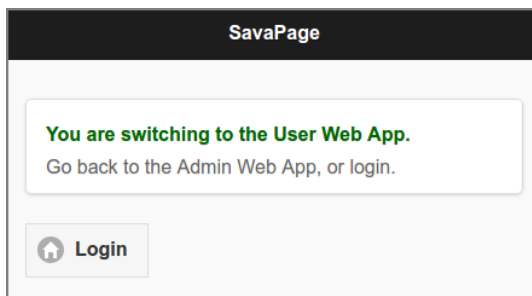 SavaPage
You are switching to the User Web App.
Go back to the Admin Web App, or login.
Login